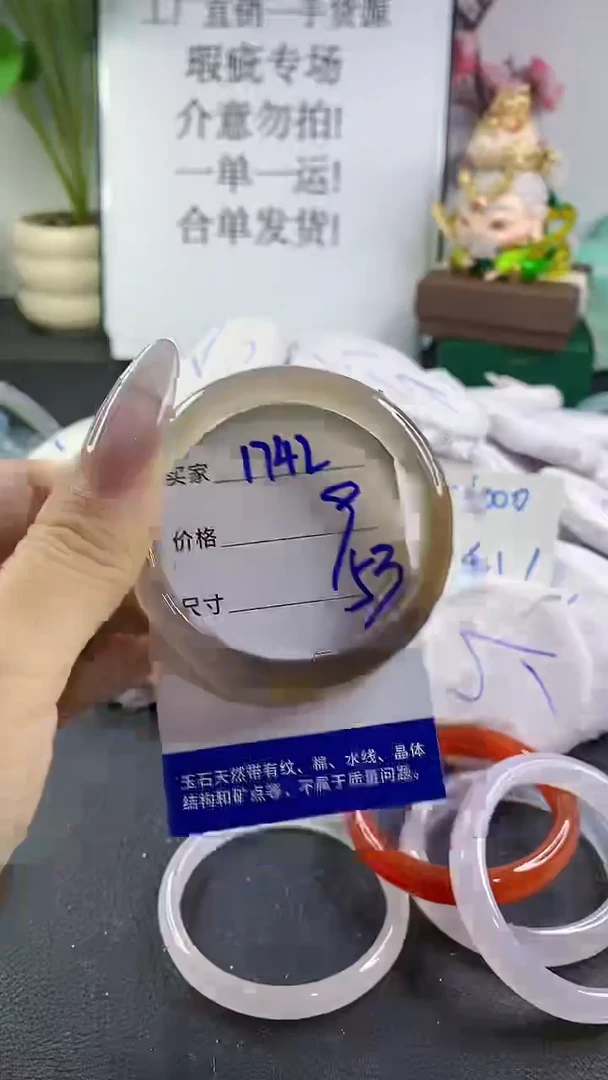 工厂直销一手货源
瑕疵专场
介意勿拍!
一单一运!
合单发货!
买家 1742
价格
尺寸 53
玉石天然带有纹、棉、水线、晶体
结构和矿点等、不属于质量问题。